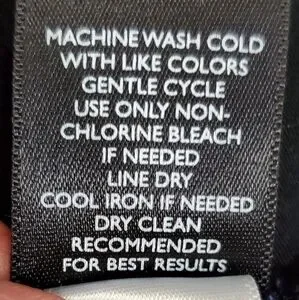 MACHINE WASH COLD
WITH LIKE COLORS
GENTLE CYCLE
USE ONLY NON-
CHLORINE BLEACH
IF NEEDED
LINE DRY
COOL IRON IF NEEDED
DRY CLEAN
RECOMMENDED
FOR BEST RESULTS